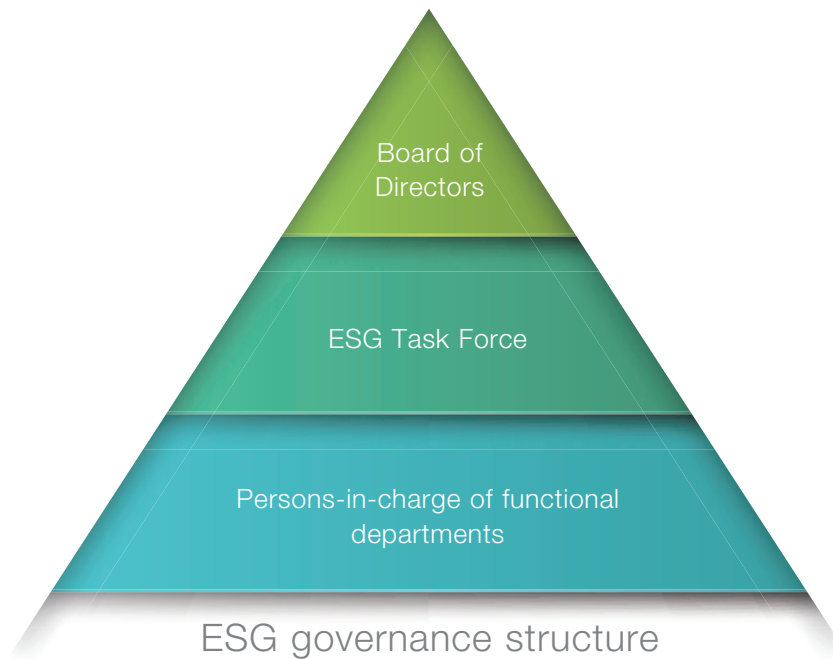 Board of
Directors
ESG Task Force
Persons-in-charge of functional
departments
ESG governance structure